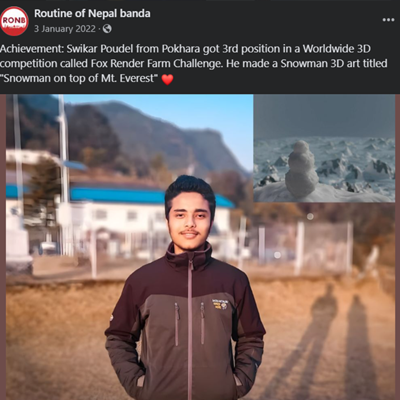 RONB
Routine of Nepal banda
3 January 2022 ·
Achievement: Swikar Poudel from Pokhara got 3rd position in a Worldwide 3D
competition called Fox Render Farm Challenge. He made a Snowman 3D art titled
"Snowman on top of Mt. Everest" ❤️